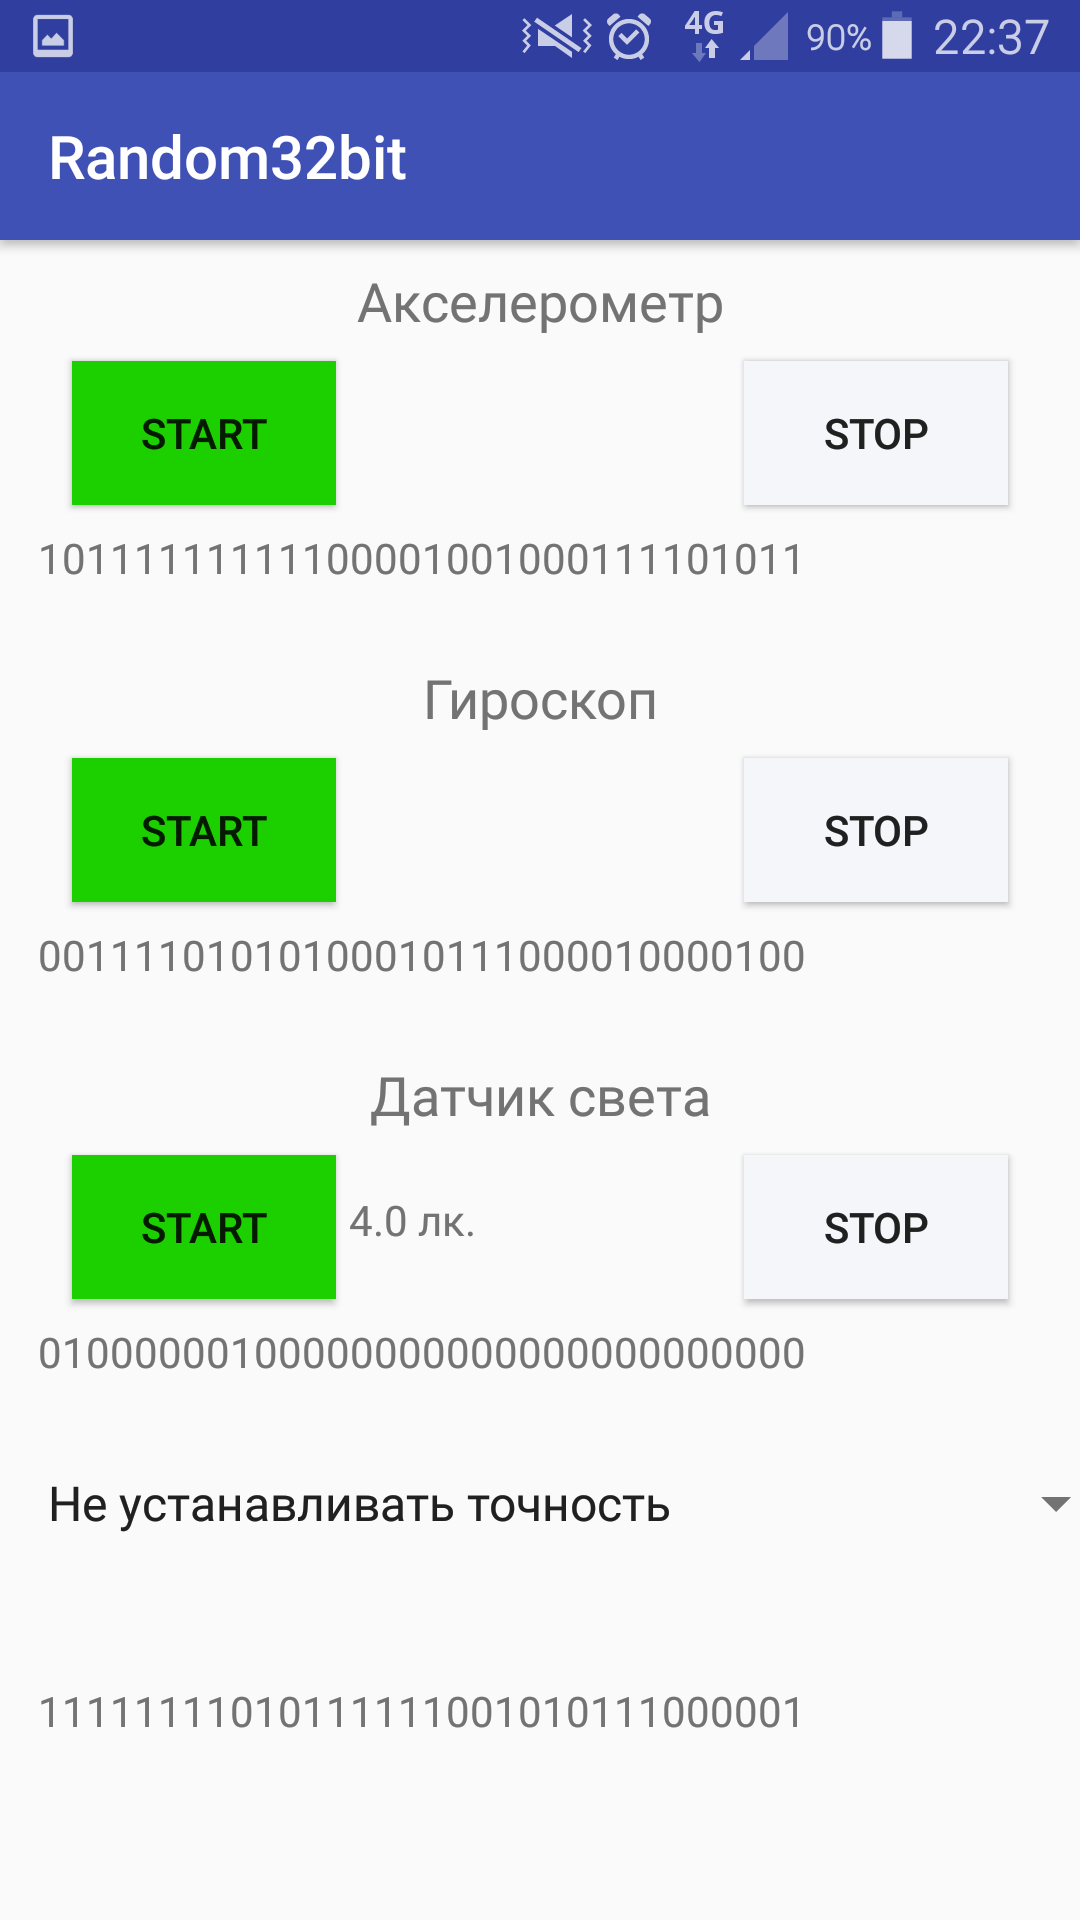 4G 90% 22:37
Random32bit
Акселерометр
START STOP
10111111111100001001000111101011
Гироскоп
START STOP
00111101010100010111000010000100
Датчик света
START 4.0 лк. STOP
01000000100000000000000000000000
Не устанавливать точность
11111111010111111001010111000001